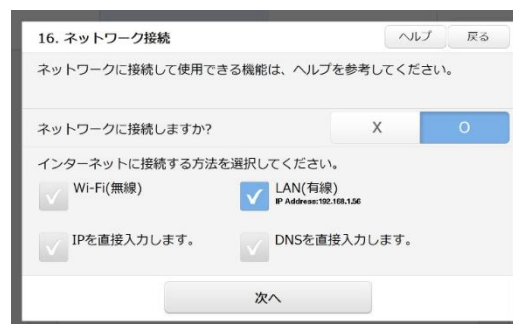 16. ネットワーク接続
ヘルプ
戻る
ネットワークに接続して使用できる機能は、ヘルプを参考してください。
ネットワークに接続しますか?
X
O
インターネットに接続する方法を選択してください。
Wi-Fi(無線)
LAN(有線)
IP Address:192.168.1.56
IPを直接入力します。
DNSを直接入力します。
次へ